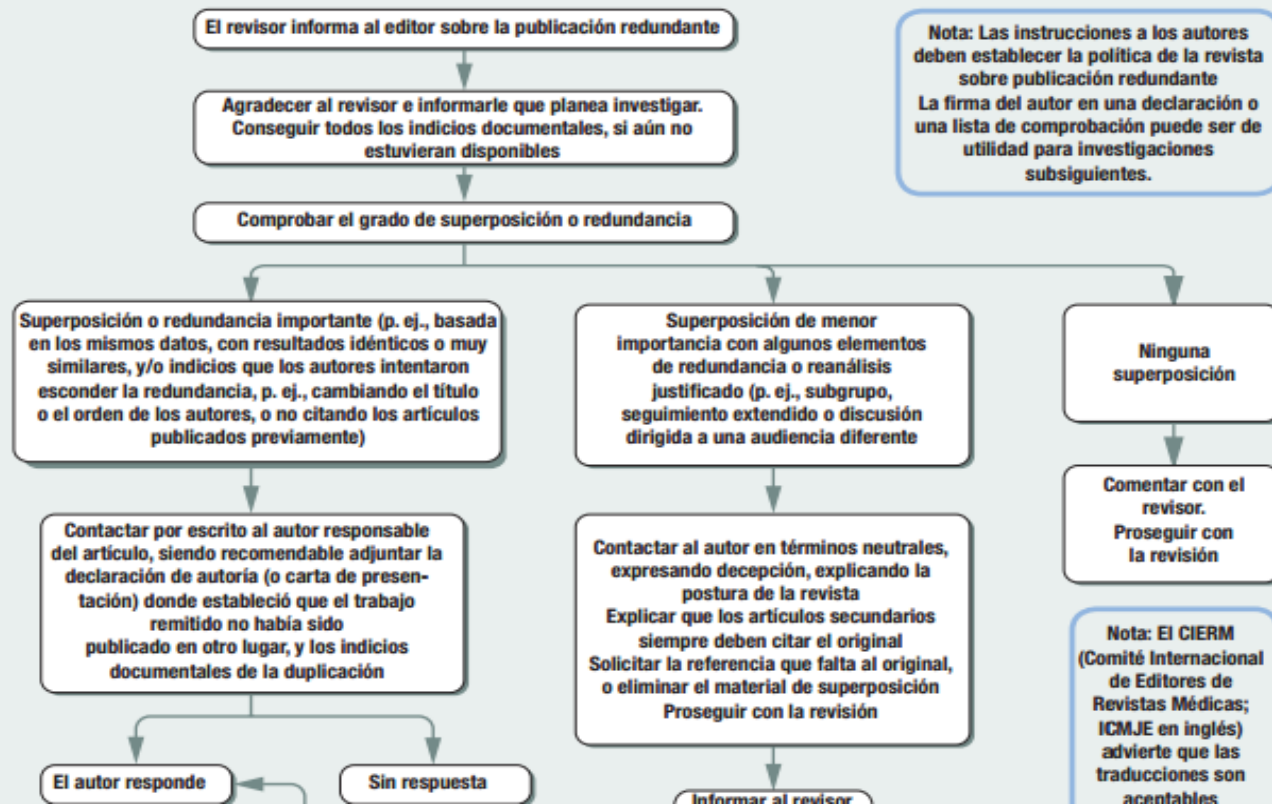 El revisor informa al editor sobre la publicación redundante
Nota: Las instrucciones a los autores
deben establecer la política de la revista
sobre publicación redundante
La firma del autor en una declaración o
una lista de comprobación puede ser de
utilidad para investigaciones
subsiguientes.
Agradecer al revisor e informarle que planea investigar.
Conseguir todos los indicios documentales, si aún no
estuvieran disponibles
Comprobar el grado de superposición o redundancia
Superposición o redundancia importante (p. ej., basada
en los mismos datos, con resultados idénticos o muy
similares, y/o indicios que los autores intentaron
esconder la redundancia, p. ej., cambiando el título
o el orden de los autores, o no citando los artículos
publicados previamente)
Superposición de menor
importancia con algunos elementos
de redundancia o reanálisis
justificado (p. ej., subgrupo,
seguimiento extendido o discusión
dirigida a una audiencia diferente
Ninguna
superposición
Contactar por escrito al autor responsable
del artículo, siendo recomendable adjuntar la
declaración de autoría (o carta de presen-
tación) donde estableció que el trabajo
remitido no había sido
publicado en otro lugar, y los indicios
documentales de la duplicación
Contactar al autor en términos neutrales,
expresando decepción, explicando la
postura de la revista
Explicar que los artículos secundarios
siempre deben citar el original
Solicitar la referencia que falta al original,
o eliminar el material de superposición
Proseguir con la revisión
Comentar con el
revisor.
Proseguir con
la revisión
Nota: El CIERM
(Comité Internacional
de Editores de
Revistas Médicas;
ICMJE en inglés)
advierte que las
traducciones son
aceptables
El autor responde
Sin respuesta
Informar al revisor